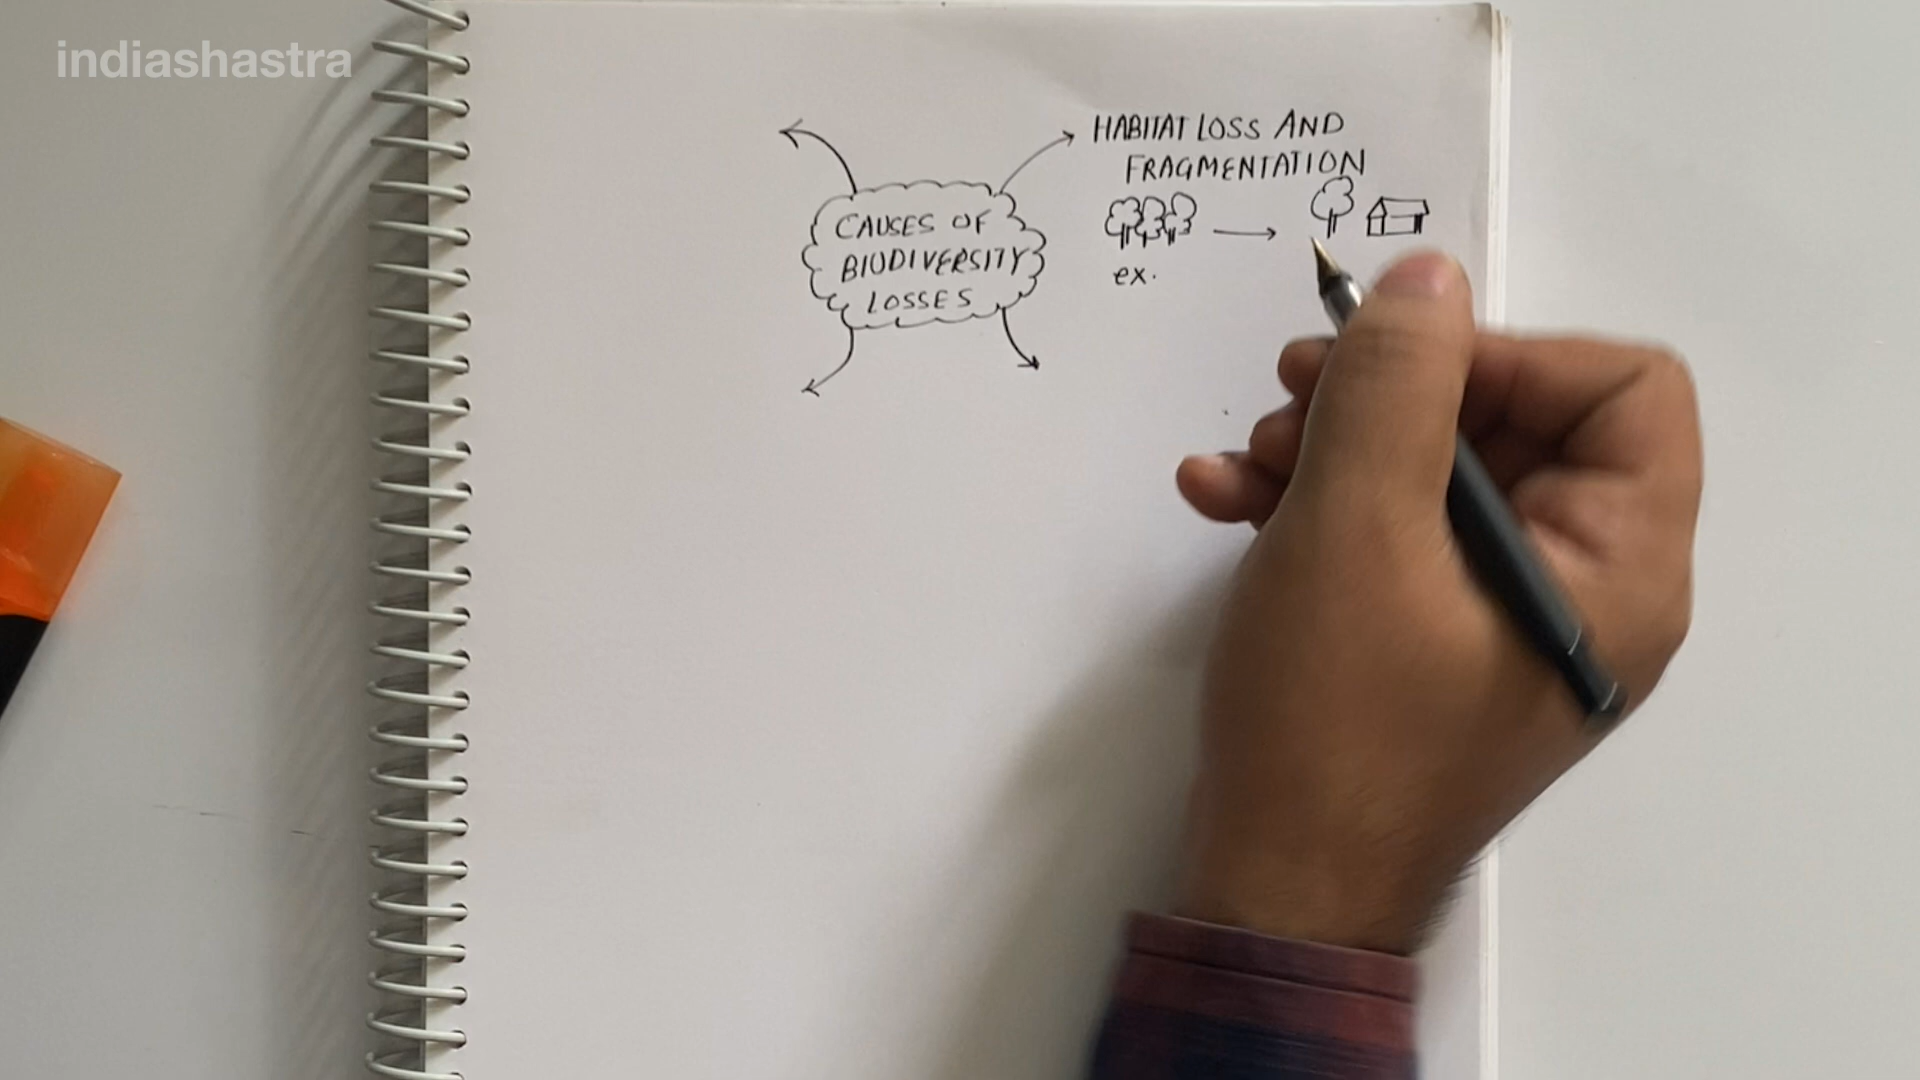 indiashastra
HABITAT LOSS AND
FRAGMENTATION
CAUSES OF
BIODIVERSITY
LOSSES
ex.